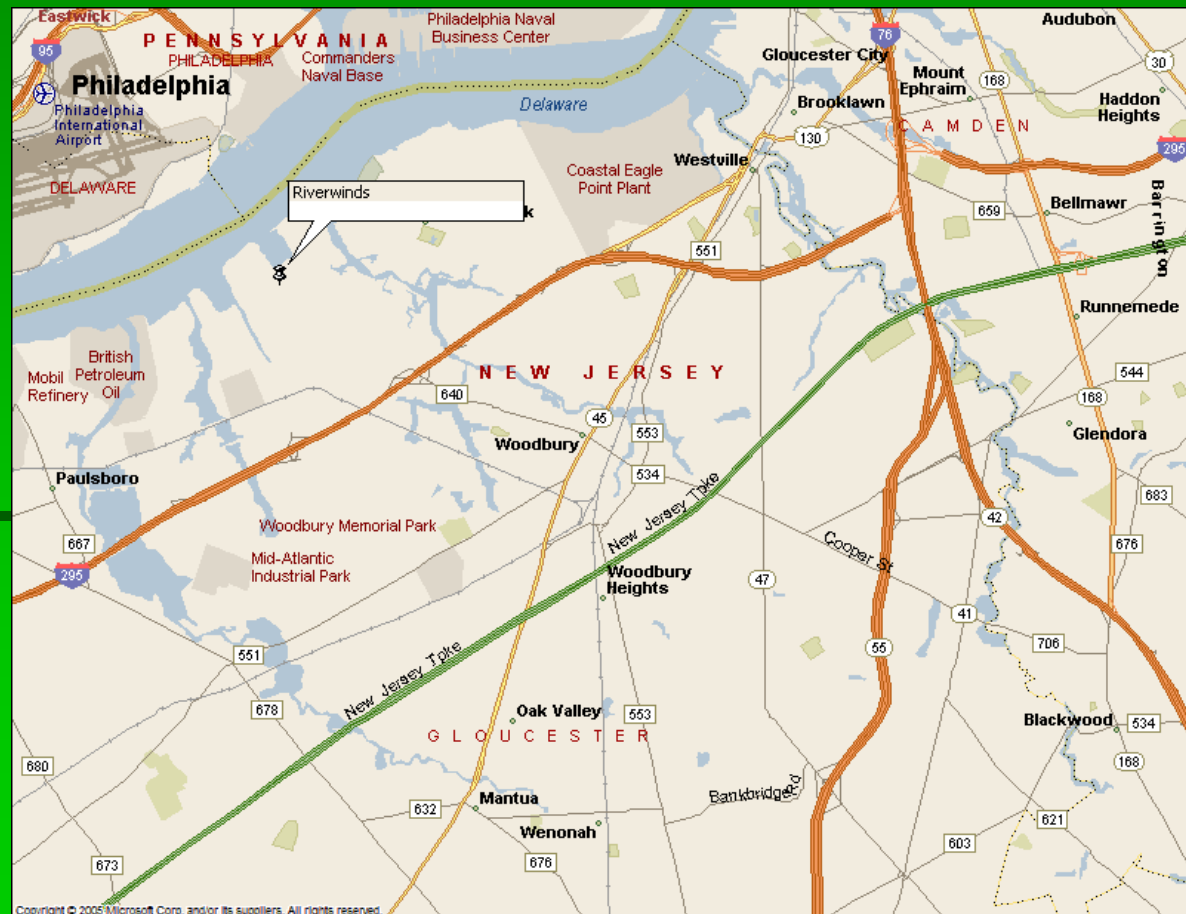 Eastwick
95
PENNSYLVANIA
PHILADELPHIA
Commanders
Naval Base
Philadelphia Naval
Business Center
76
Audubon
Gloucester City
Mount
Ephraim
168
30
Haddon
Heights
Philadelphia
Philadelphia
International
Airport
Delaware
Brooklawn
CAMDEN
130
295
Westville
Coastal Eagle
Point Plant
DELAWARE
Riverwinds
k
659
Bellmawr
Barrington
551
Runnemede
British
Petroleum
Oil
Mobil
Refinery
NEW JERSEY
544
640
45
168
Woodbury
553
Glendora
534
Paulsboro
New Jersey Tpke
683
42
Woodbury Memorial Park
667
Cooper St
676
Mid-Atlantic
Industrial Park
295
Woodbury
Heights
47
41
706
55
551
New Jersey Tpke
678
Oak Valley
553
Blackwood
534
GLOUCESTER
680
168
Bankbridge Rd
632
Mantua
Wenonah
621
603
673
676
Copyright © 2005 Microsoft Corp. and/or its suppliers. All rights reserved.